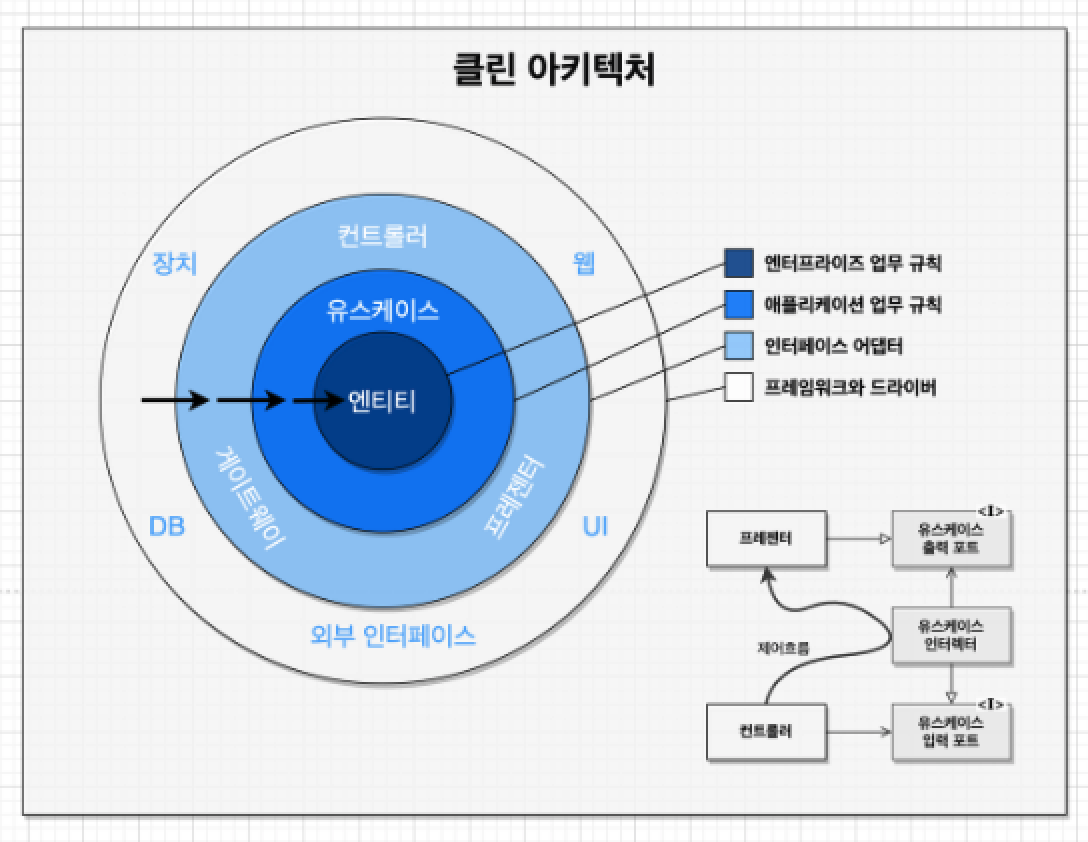 클린 아키텍처
컨트롤러
장치
웹
유스케이스
엔티티
게이트웨이
프레젠터
DB
UI
외부 인터페이스
엔터프라이즈 업무 규칙
애플리케이션 업무 규칙
인터페이스 어댑터
프레임워크와 드라이버
프레젠터
<I>
유스케이스
출력 포트
유스케이스
인터랙터
제어흐름
컨트롤러
<I>
유스케이스
입력 포트